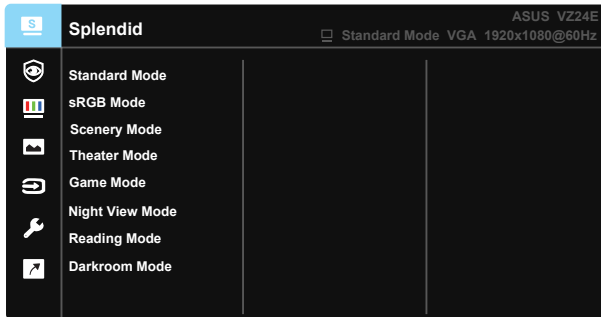 S
Splendid
ASUS VZ24E
Standard Mode VGA 1920x1080@60Hz
Standard Mode
sRGB Mode
Scenery Mode
Theater Mode
Game Mode
Night View Mode
Reading Mode
Darkroom Mode